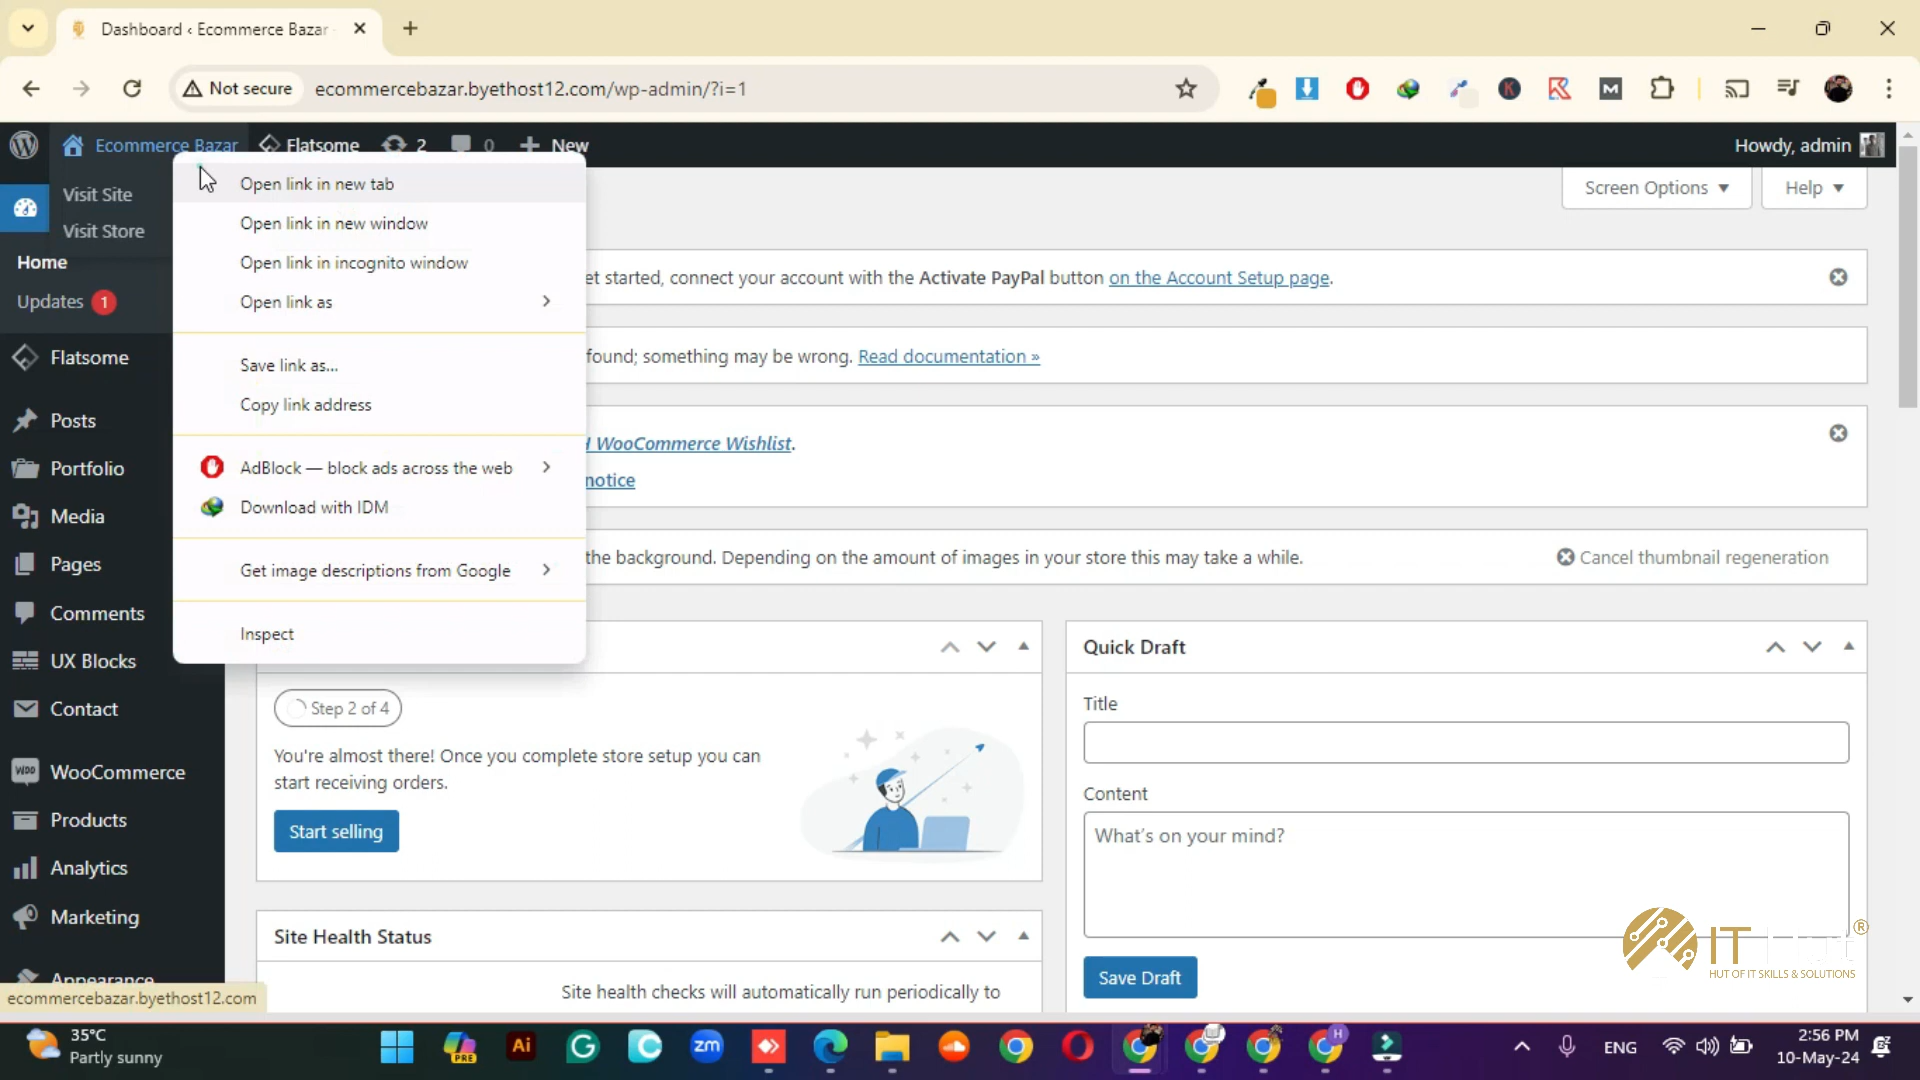 Dashboard ‹ Ecommerce Bazar
Not secure
ecommercebazar.byethost12.com/wp-admin/?i=1
Ecommerce Bazar
Flatsome
2
0
New
Howdy, admin
Visit Site
Visit Store
Home
Updates 1
Flatsome
Posts
Portfolio
Media
Pages
Comments
UX Blocks
Contact
WooCommerce
Products
Analytics
Marketing
Appearance
ecommercebazar.byethost12.com
Open link in new tab
Open link in new window
Open link in incognito window
Open link as
Save link as...
Copy link address
AdBlock — block ads across the web
Download with IDM
Get image descriptions from Google
Inspect
Screen Options
Help
et started, connect your account with the Activate PayPal button on the Account Setup page.
found; something may be wrong. Read documentation »
WooCommerce Wishlist.
notice
the background. Depending on the amount of images in your store this may take a while.
Cancel thumbnail regeneration
Step 2 of 4
You're almost there! Once you complete store setup you can
start receiving orders.
Start selling
Site Health Status
Site health checks will automatically run periodically to
Quick Draft
Title
Content
What's on your mind?
Save Draft
IT Hut®
HUT OF IT SKILLS & SOLUTIONS
35°C
Partly sunny
PRE
Ai
zm
ENG
2:56 PM
10-May-24